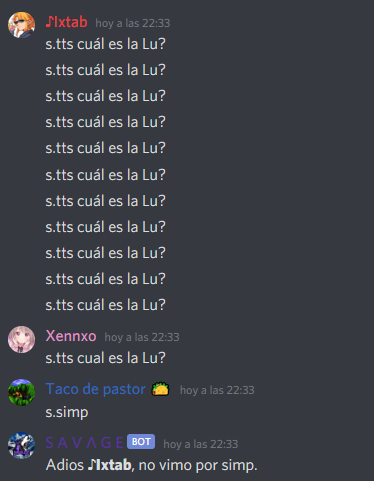 ♪Ixtab hoy a las 22:33
s.tts cuál es la Lu?
s.tts cuál es la Lu?
s.tts cuál es la Lu?
s.tts cuál es la Lu?
s.tts cuál es la Lu?
s.tts cuál es la Lu?
s.tts cuál es la Lu?
s.tts cuál es la Lu?
s.tts cuál es la Lu?
s.tts cuál es la Lu?
s.tts cuál es la Lu?
Xennxo hoy a las 22:33
s.tts cual es la Lu?
Taco de pastor 🌮 hoy a las 22:33
s.simp
S A V Λ G E BOT hoy a las 22:33
Adios ♪Ixtab, no vimo por simp.